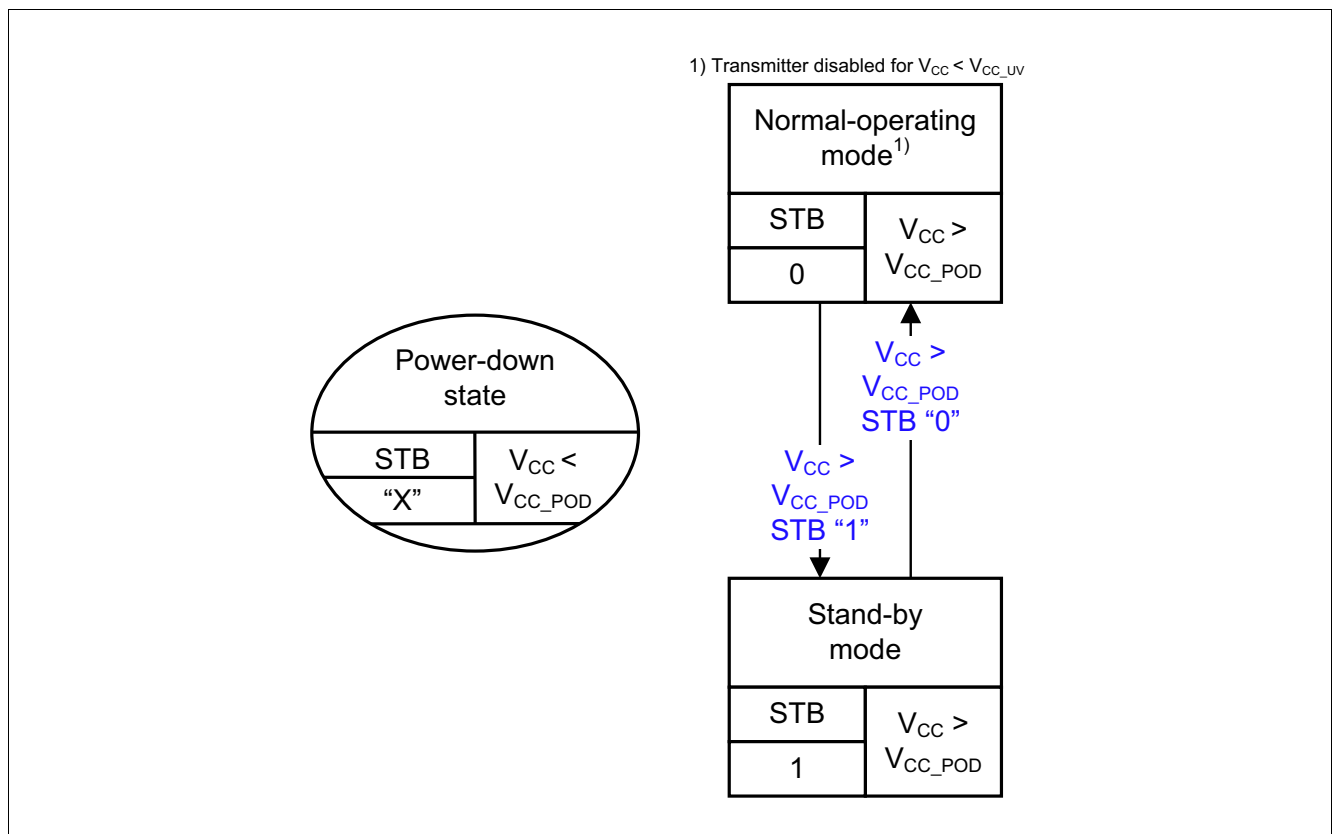 1) Transmitter disabled for VCC < VCC_UV
Normal-operating
mode1)
STB
0
VCC >
VCC_POD
Power-down
state
STB
“X”
VCC <
VCC_POD
VCC >
VCC_POD
STB “0”
VCC >
VCC_POD
STB “1”
Stand-by
mode
STB
1
VCC >
VCC_POD